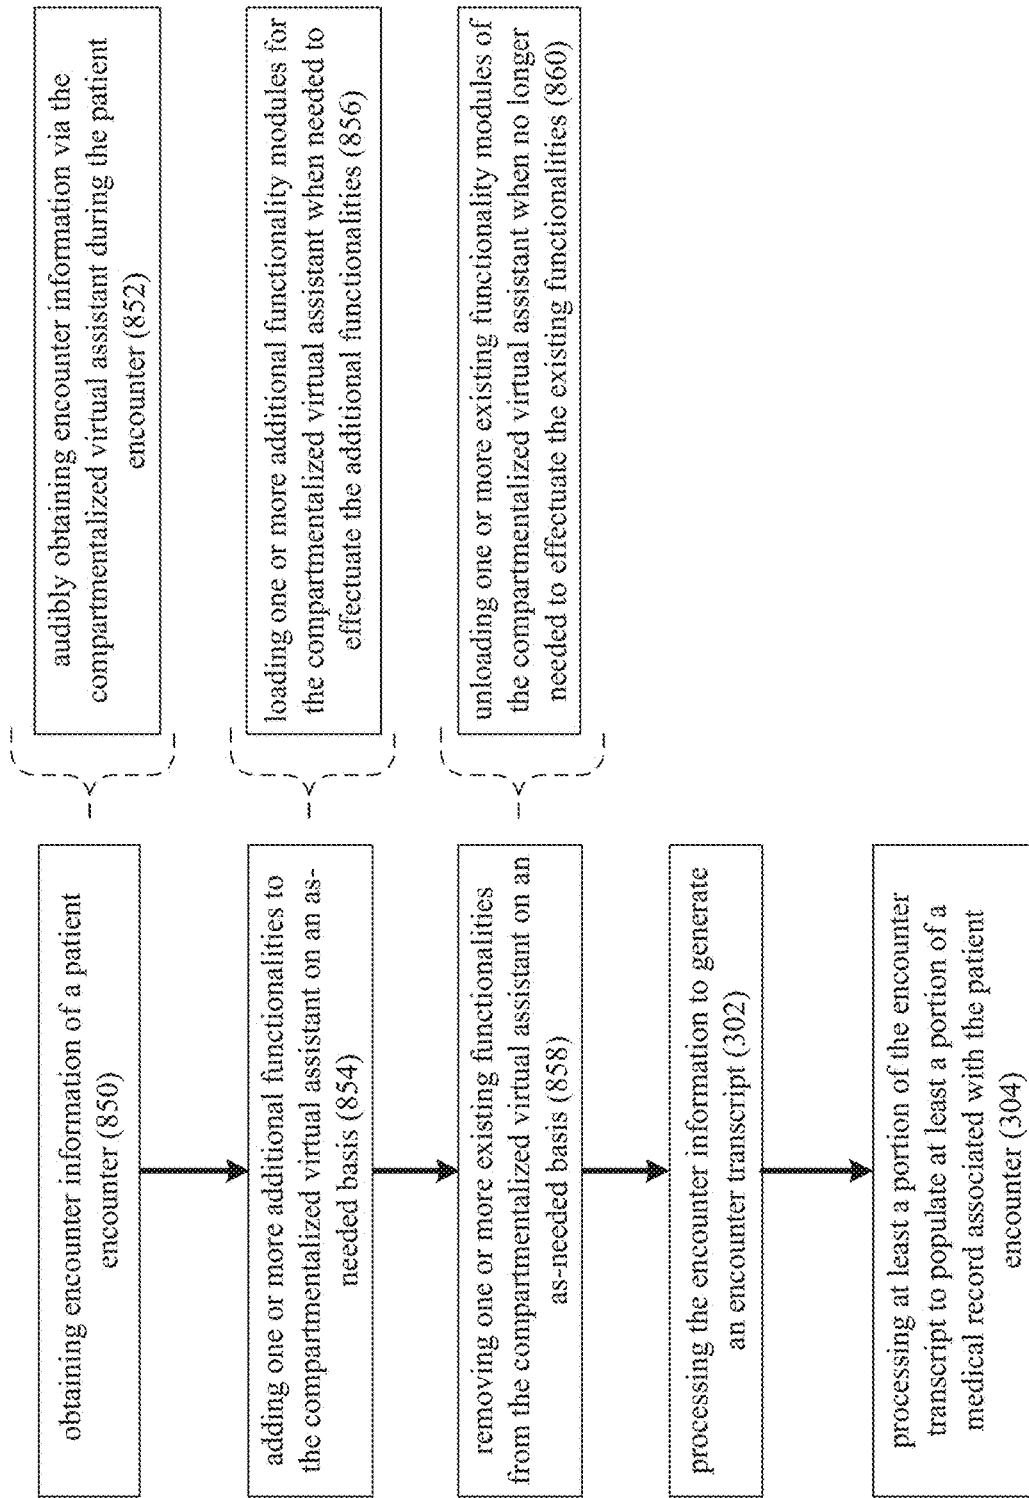 obtaining encounter information of a patient
encounter (850)
audibly obtaining encounter information via the
compartmentalized virtual assistant during the patient
encounter (852)
adding one or more additional functionalities to
the compartmentalized virtual assistant on an as-
needed basis (854)
loading one or more additional functionality modules for
the compartmentalized virtual assistant when needed to
effectuate the additional functionalities (856)
removing one or more existing functionalities
from the compartmentalized virtual assistant on an
as-needed basis (858)
unloading one or more existing functionality modules of
the compartmentalized virtual assistant when no longer
needed to effectuate the existing functionalities (860)
processing the encounter information to generate
an encounter transcript (302)
processing at least a portion of the encounter
transcript to populate at least a portion of a
medical record associated with the patient
encounter (304)